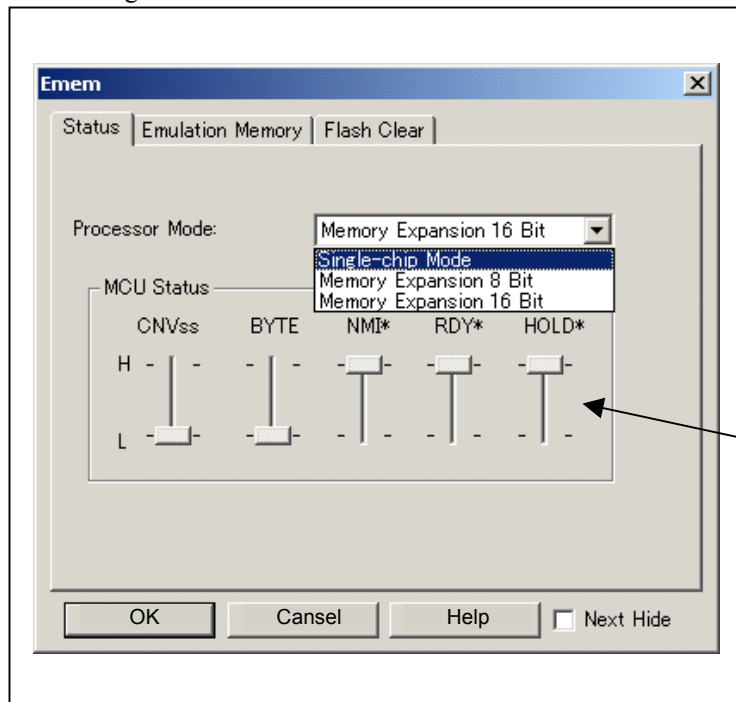 Emem
Status Emulation Memory Flash Clear
Processor Mode: Memory Expansion 16 Bit
Single-chip Mode
Memory Expansion 8 Bit
Memory Expansion 16 Bit
MCU Status
CNVss BYTE NMI* RDY* HOLD*
H
L
OK Cansel Help Next Hide